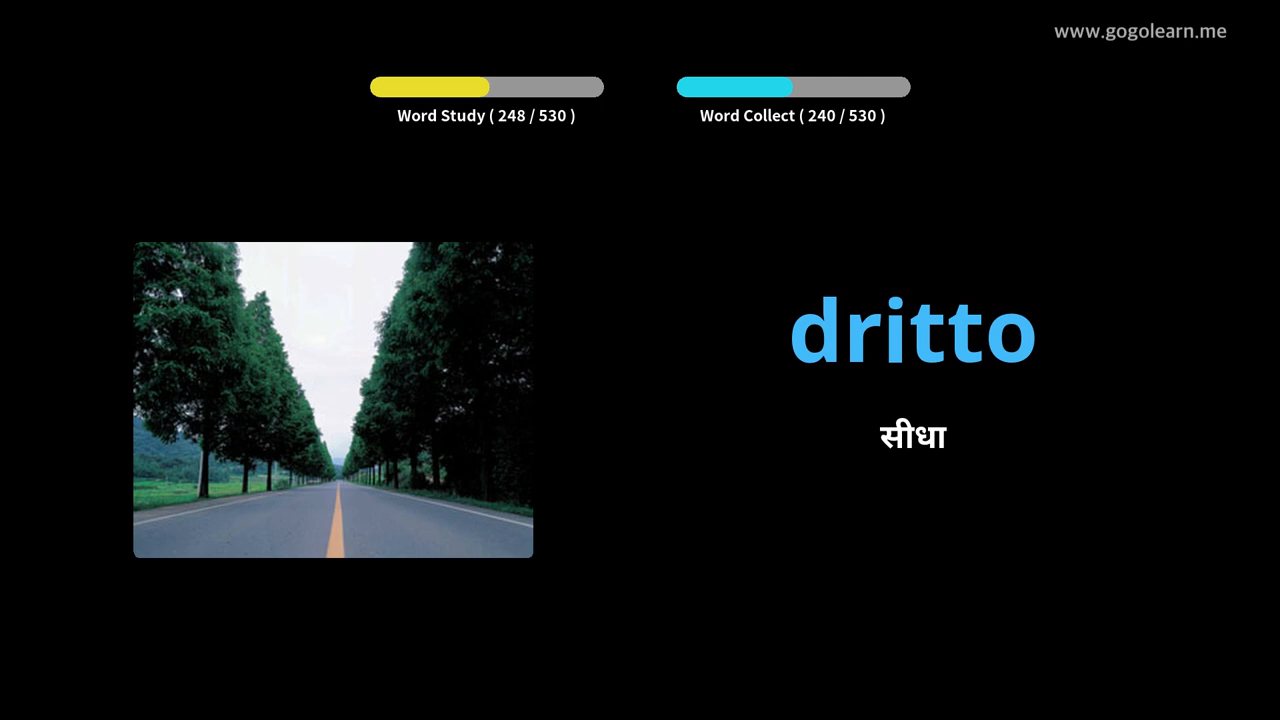 www.gogolearn.me
Word Study ( 248 / 530 )
Word Collect ( 240 / 530 )
dritto
सीधा